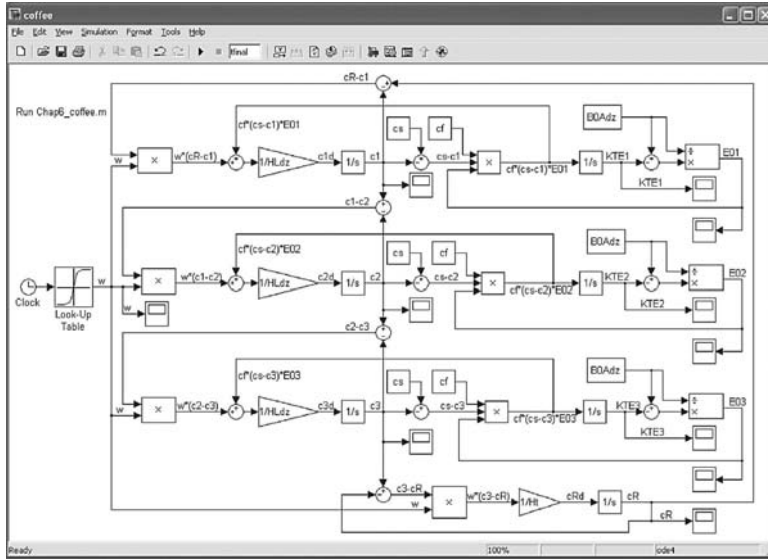 coffee
File Edit View Simulation Format Tools Help
tfinal
cR-c1
Run Chap6_coffee.m
cf*(cs-c1)*E01
cs
cf
B0Adz
w
×
w*(cR-c1)
1/HLdz
c1d
1/s
c1
cs-c1
×
cf*(cs-c1)*E01
1/s
KTE1
KTE1
÷
×
E01
c1-c2
cf*(cs-c2)*E02
cs
cf
B0Adz
Clock
Look-Up
Table
w
w
×
w*(c1-c2)
1/HLdz
c2d
1/s
c2
cs-c2
×
cf*(cs-c2)*E02
1/s
KTE2
KTE2
÷
×
E02
c2-c3
cf*(cs-c3)*E03
cs
cf
B0Adz
w
×
w*(c2-c3)
1/HLdz
c3d
1/s
c3
cs-c3
×
cf*(cs-c3)*E03
1/s
KTE3
KTE3
÷
×
E03
c3-cR
w
×
w*(c3-cR)
1/Ht
cRd
1/s
cR
cR
Ready
100%
ode4